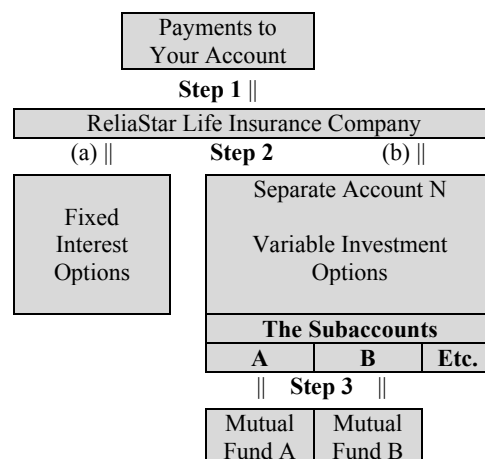 Payments to
Your Account
Step 1 ||
ReliaStar Life Insurance Company
(a) || Step 2 (b) ||
Fixed
Interest
Options
Separate Account N
Variable Investment
Options
The Subaccounts
A B Etc.
|| Step 3 ||
Mutual
Fund A
Mutual
Fund B